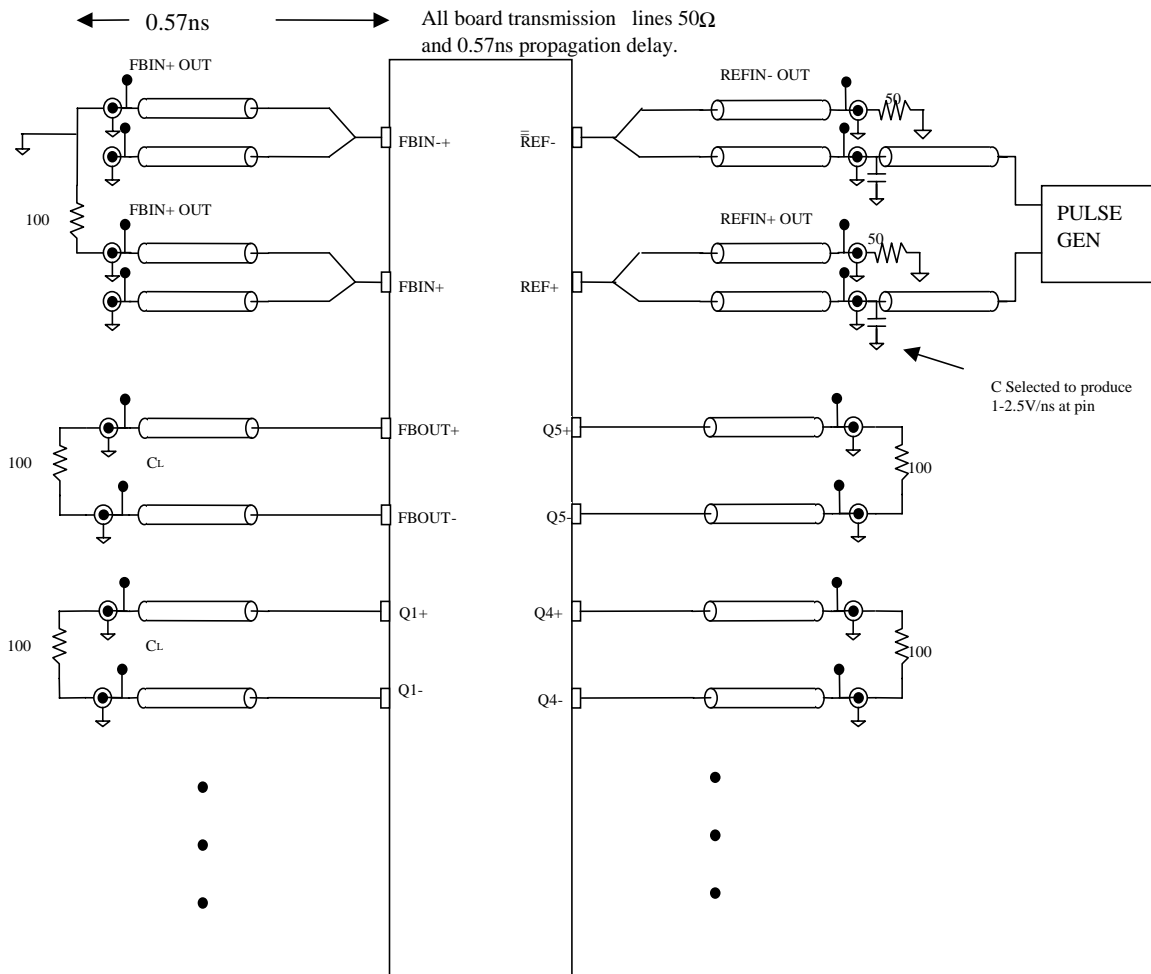 0.57ns
All board transmission lines 50Ω
and 0.57ns propagation delay.
FBIN+ OUT
REFIN- OUT
50
FBIN-+
REF-
100
FBIN+ OUT
REFIN+ OUT
50
PULSE
GEN
FBIN+
REF+
C Selected to produce
1-2.5V/ns at pin
FBOUT+
Q5+
100
CL
100
FBOUT-
Q5-
Q1+
Q4+
100
CL
100
Q1-
Q4-